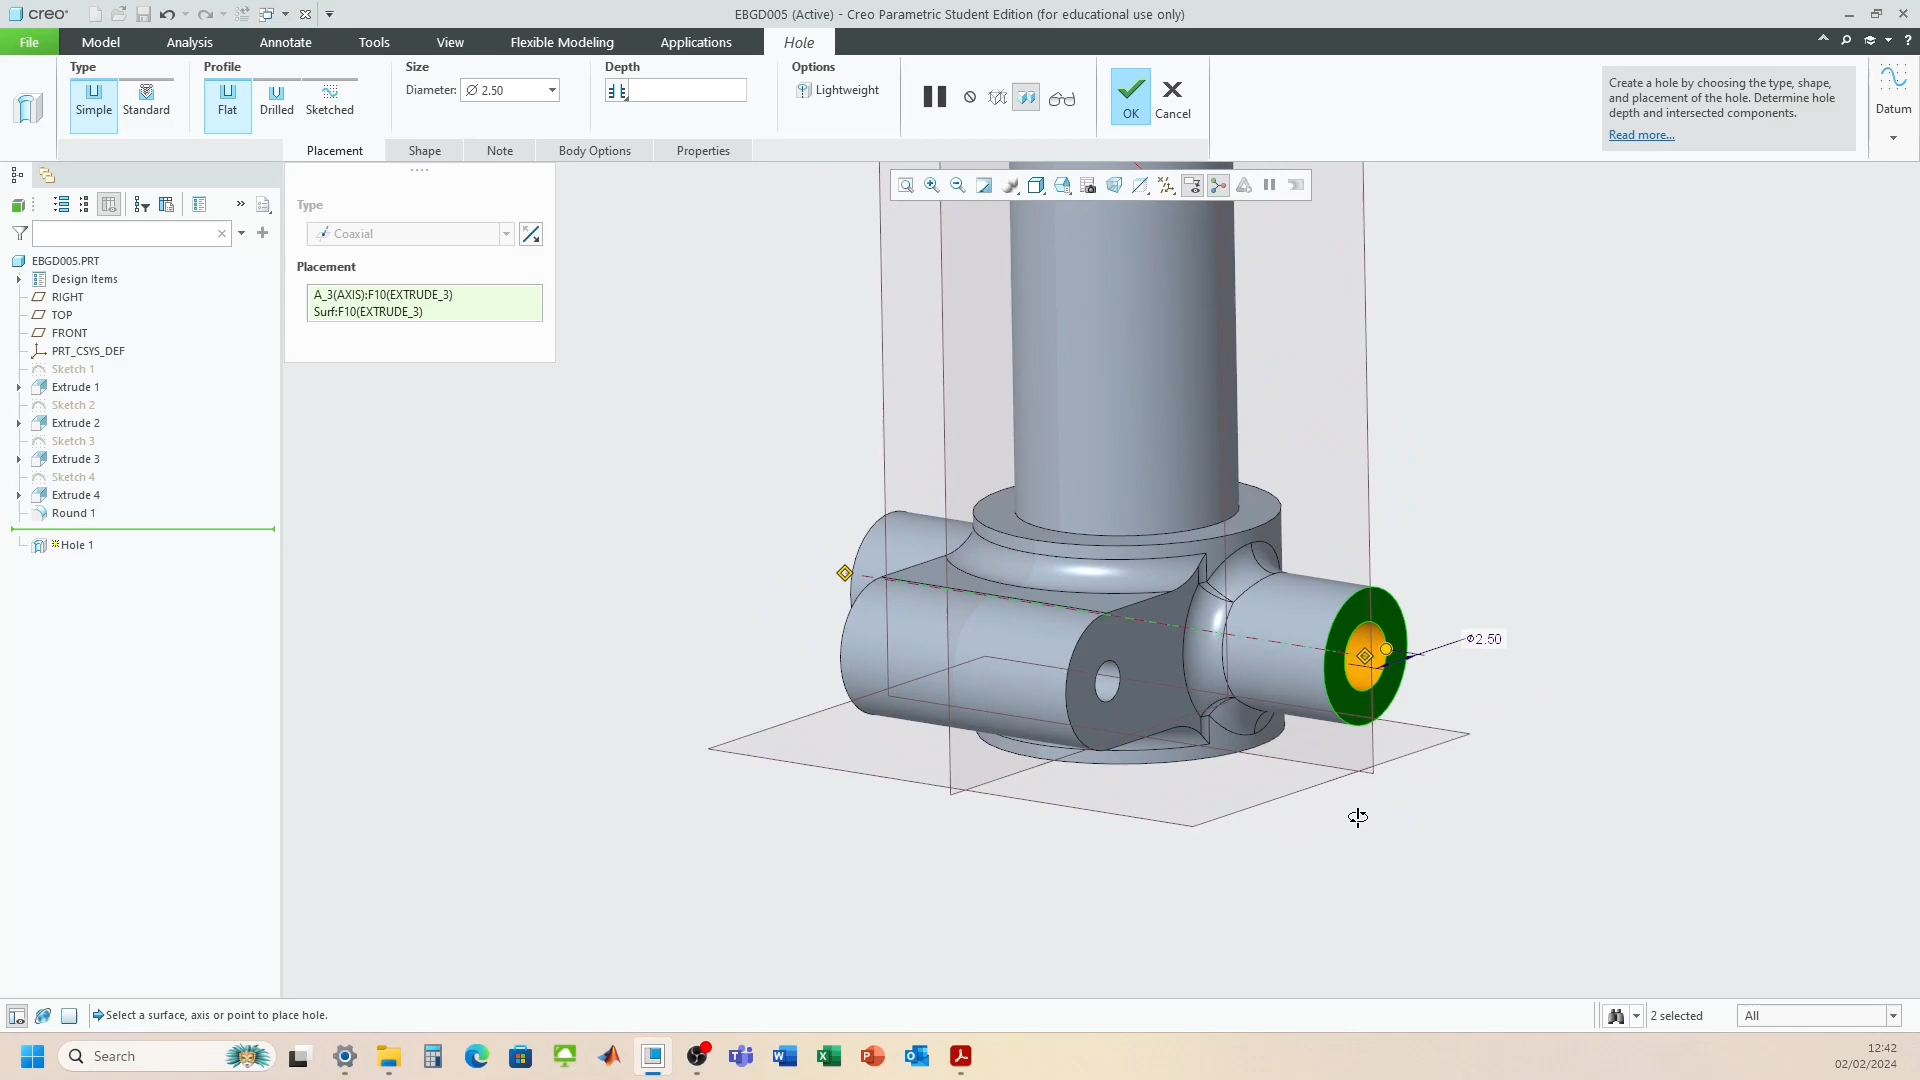 creo°
EBGD005 (Active) - Creo Parametric Student Edition (for educational use only)
File
Model
Analysis
Annotate
Tools
View
Flexible Modeling
Applications
Hole
Type
Simple
Standard
Profile
Flat
Drilled
Sketched
Size
Diameter:
Ø 2.50
Depth
Options
Lightweight
OK
Cancel
Create a hole by choosing the type, shape,
and placement of the hole. Determine hole
depth and intersected components.
Read more...
Datum
Placement
Shape
Note
Body Options
Properties
Type
Coaxial
Placement
A_3(AXIS):F10(EXTRUDE_3)
Surf:F10(EXTRUDE_3)
EBGD005.PRT
Design Items
RIGHT
TOP
FRONT
PRT_CSYS_DEF
Sketch 1
Extrude 1
Sketch 2
Extrude 2
Sketch 3
Extrude 3
Sketch 4
Extrude 4
Round 1
Hole 1
Ø2.50
Select a surface, axis or point to place hole.
2 selected
All
Search
12:42
02/02/2024